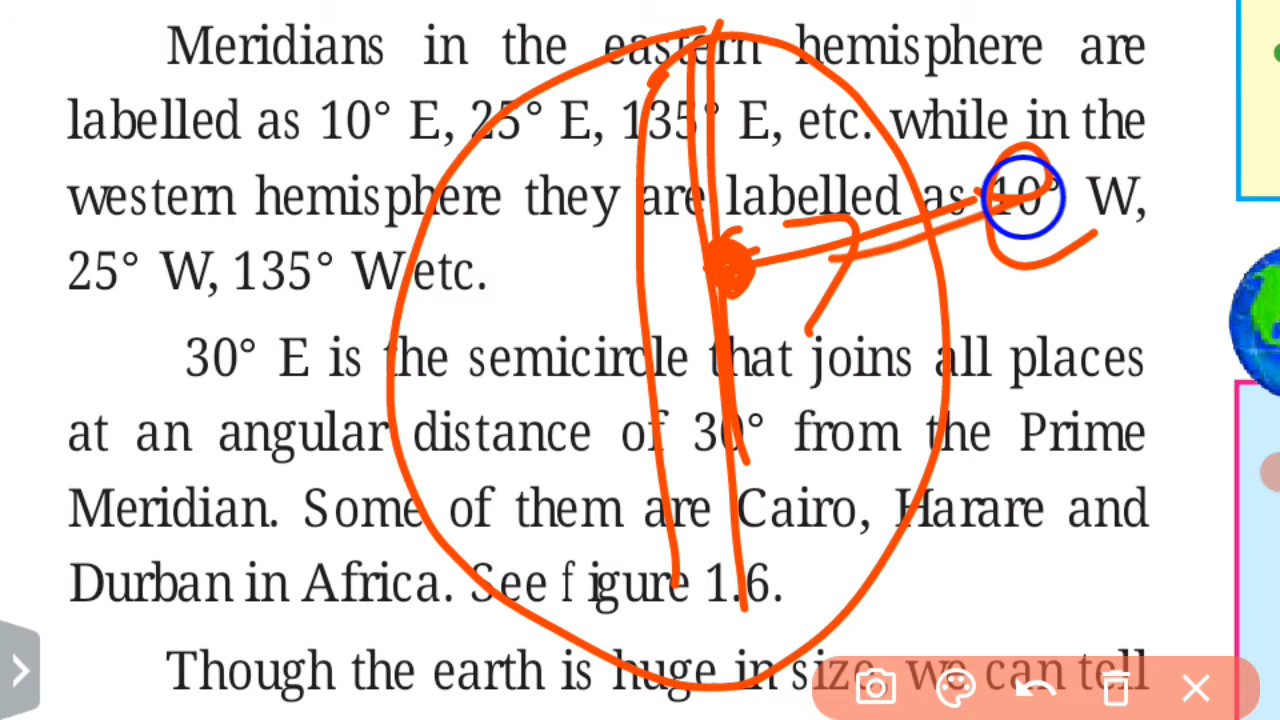 Meridians in the eastern hemisphere are
labelled as 10° E, 25° E, 135° E, etc. while in the
western hemisphere they are labelled as 10° W,
25° W, 135° W etc.
30° E is the semicircle that joins all places
at an angular distance of 30° from the Prime
Meridian. Some of them are Cairo, Harare and
Durban in Africa. See figure 1.6.
Though the earth is huge in size, we can tell